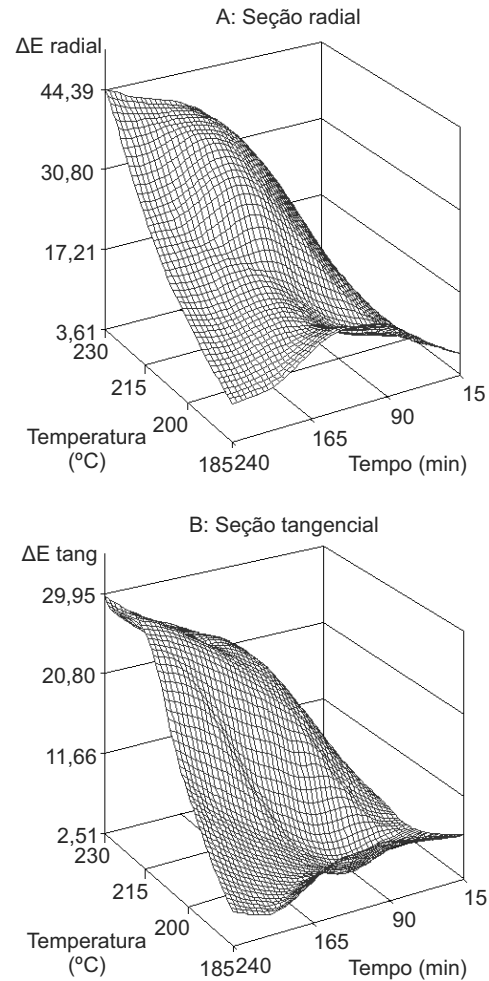 A: Seção radial
ΔE radial
44,39
30,80
17,21
3,61
230
215
200
185
240
165
90
15
Temperatura
(ºC)
Tempo (min)
B: Seção tangencial
ΔE tang
29,95
20,80
11.66
2,51
230
215
200
185
240
165
90
15
Temperatura
(ºC)
Tempo (min)